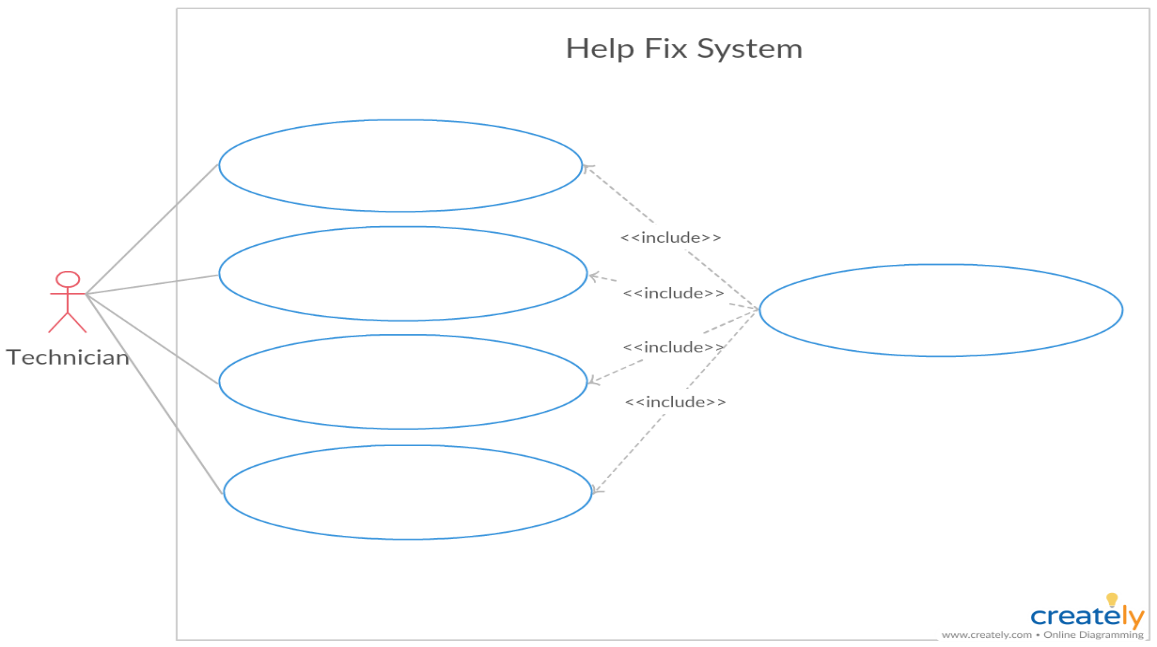 Help Fix System
<<include>>
<<include>>
<<include>>
<<include>>
Technician
creately
www.creately.com • Online Diagramming